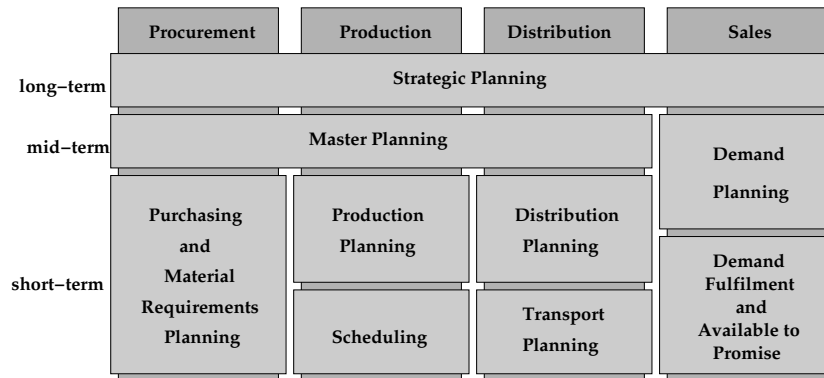 Procurement
Production
Distribution
Sales
long-term
Strategic Planning
mid-term
Master Planning
Demand
Planning
short-term
Purchasing
and
Material
Requirements
Planning
Production
Planning
Distribution
Planning
Scheduling
Transport
Planning
Demand
Fulfilment
and
Available to
Promise